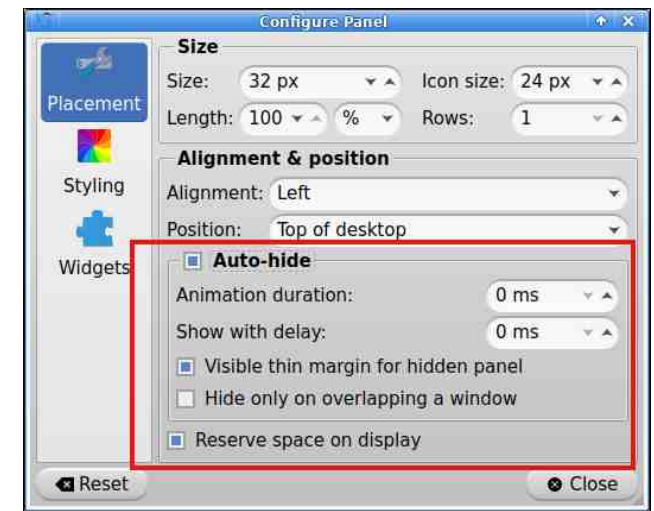 Configure Panel
Placement
Styling
Widgets
Size
Size: 32 px Icon size: 24 px
Length: 100 % Rows: 1
Alignment & position
Alignment: Left
Position: Top of desktop
Auto-hide
Animation duration: 0 ms
Show with delay: 0 ms
Visible thin margin for hidden panel
Hide only on overlapping a window
Reserve space on display
Reset Close